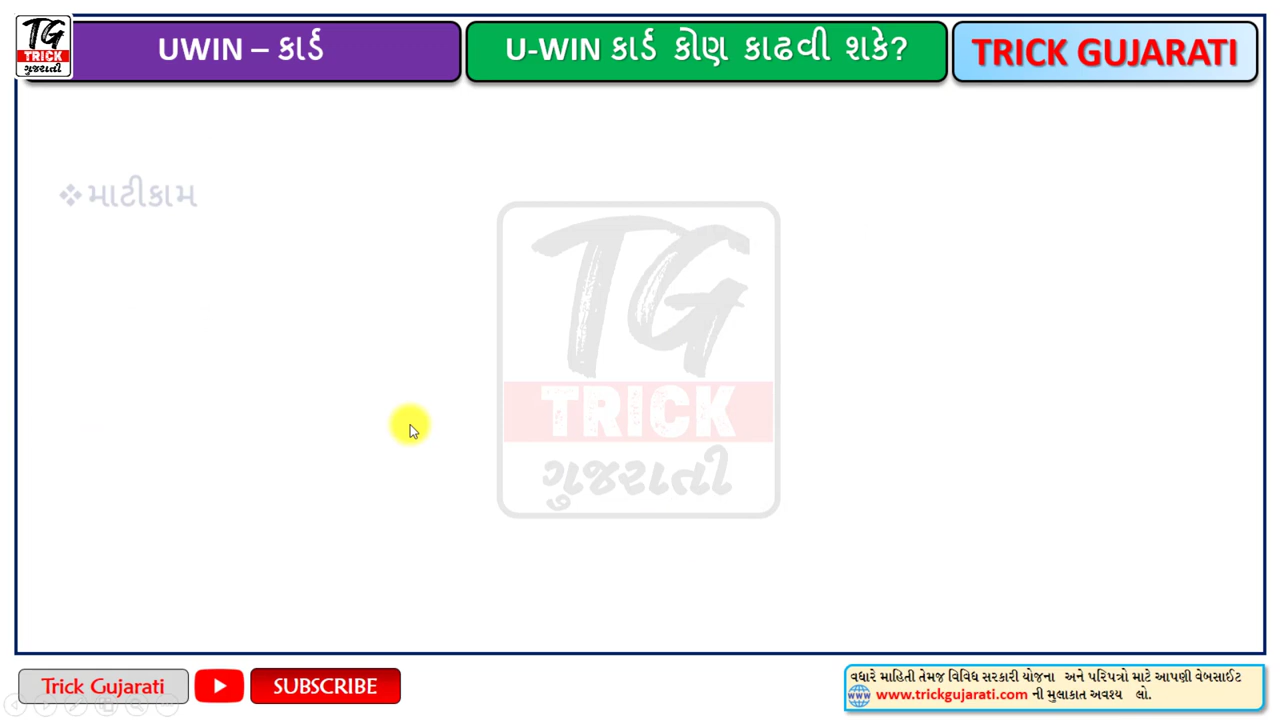 TG
TRICK
ગુજરાતી
UWIN – કાર્ડ
U-WIN કાર્ડ કોણ કાઢવી શકે?
TRICK GUJARATI
❖માટીકામ
TG
TRICK
ગુજરાતી
Trick Gujarati
SUBSCRIBE
વધારે માહિતી તેમજ વિવિધ સરકારી યોજના અને પરિપત્રો માટે આપણી વેબસાઈટ
www.trickgujarati.com ની મુલાકાત અવશ્ય લો.